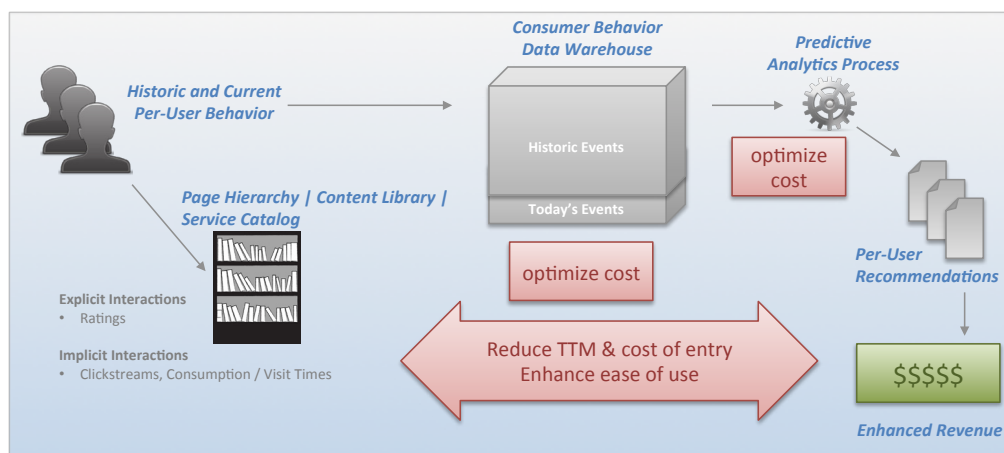 Consumer Behavior
Data Warehouse
Predictive
Analytics Process
Historic and Current
Per-User Behavior
Historic Events
optimize
cost
Page Hierarchy | Content Library |
Service Catalog
Today's Events
Per-User
Recommendations
optimize cost
Explicit Interactions
• Ratings
Reduce TTM & cost of entry
Enhance ease of use
Implicit Interactions
• Clickstreams, Consumption / Visit Times
$$$$$
Enhanced Revenue